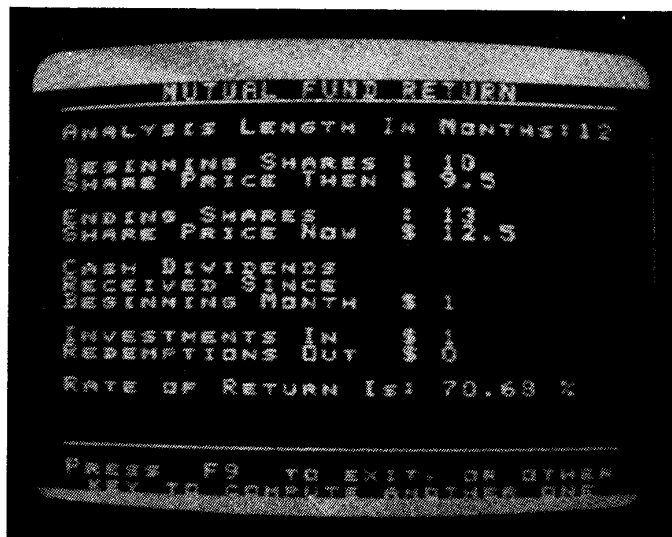 MUTUAL FUND RETURN
ANALYSIS LENGTH IN MONTHS:12
BEGINNING SHARES : 10
SHARE PRICE THEN $ 9.5
ENDING SHARES : 13
SHARE PRICE NOW $ 12.5
CASH DIVIDENDS
RECEIVED SINCE
BEGINNING MONTH $ 1
INVESTMENTS IN $ 1
REDEMPTIONS OUT $ 0
RATE OF RETURN IS: 70.68 %
PRESS F9 TO EXIT, OR OTHER
KEY TO COMPUTE ANOTHER ONE